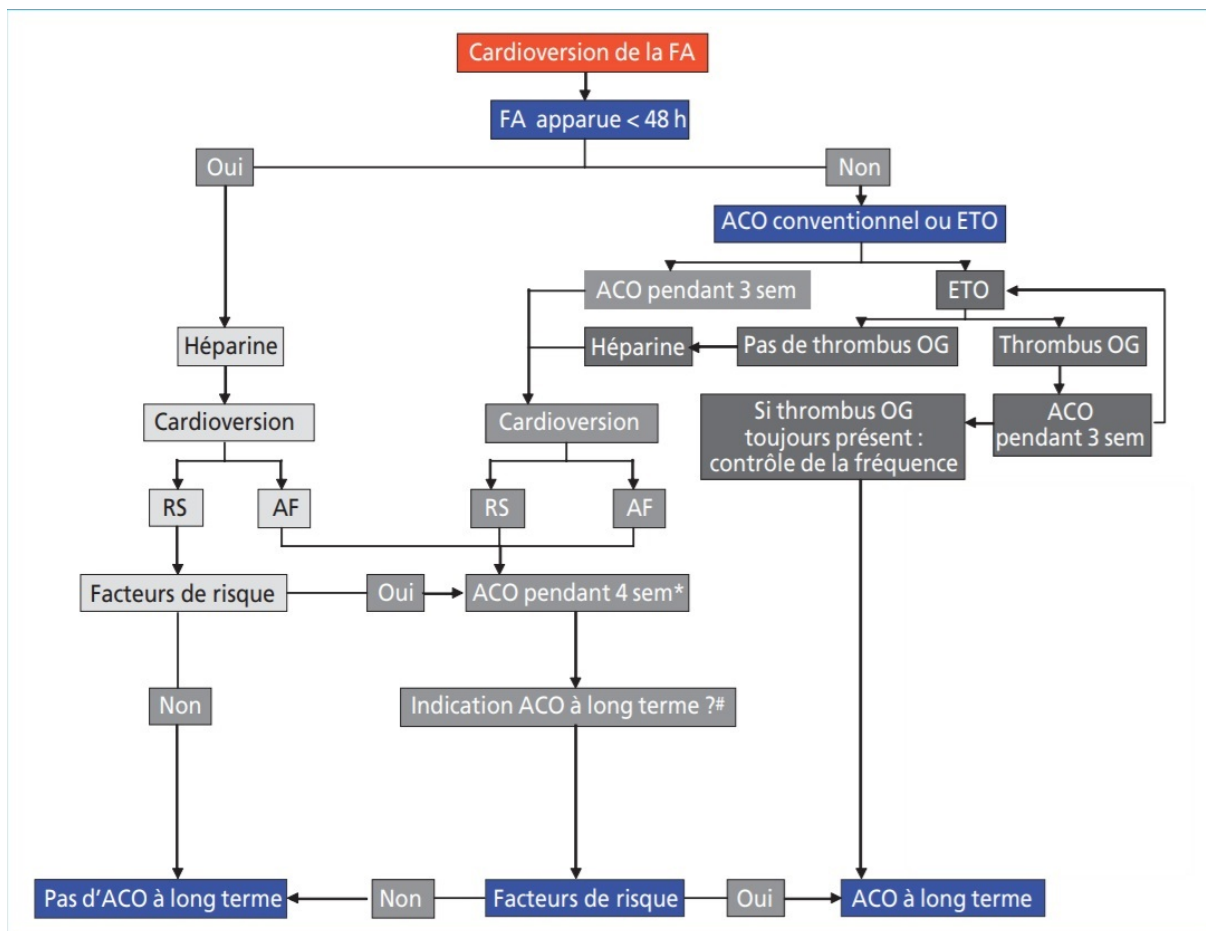 Cardioversion de la FA
FA apparue < 48 h
Oui
Non
ACO conventionnel ou ETO
ACO pendant 3 sem
ETO
Héparine
Héparine
Pas de thrombus OG
Thrombus OG
Cardioversion
Cardioversion
Si thrombus OG
toujours présent :
contrôle de la fréquence
ACO
pendant 3 sem
RS
AF
RS
AF
Facteurs de risque
Oui
ACO pendant 4 sem*
Non
Indication ACO à long terme ?#
Pas d'ACO à long terme
Non
Facteurs de risque
Oui
ACO à long terme